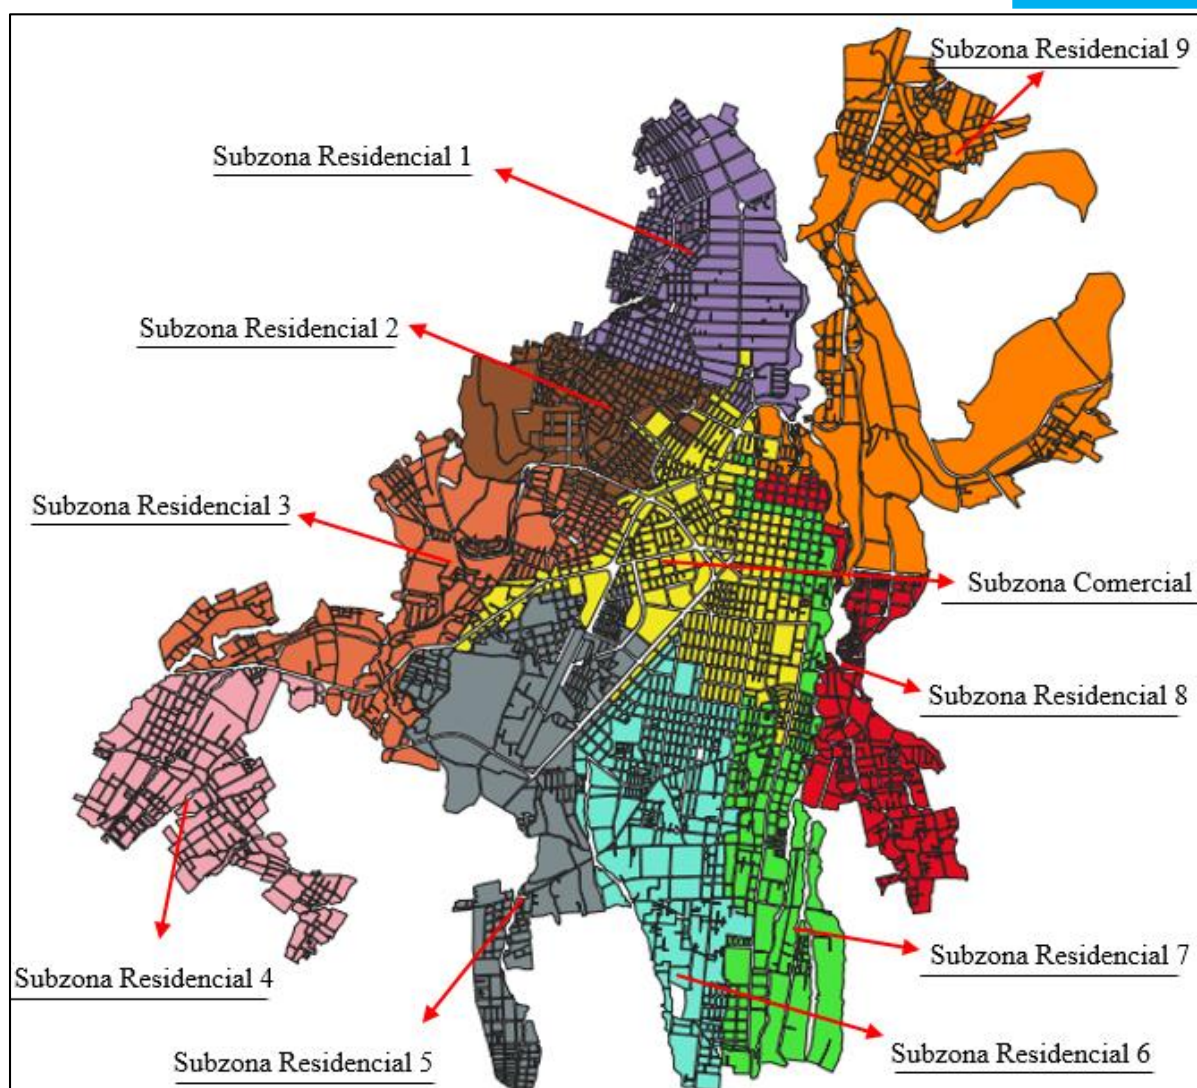 Subzona Residencial 9
Subzona Residencial 1
Subzona Residencial 2
Subzona Residencial 3
Subzona Comercial
Subzona Residencial 8
Subzona Residencial 7
Subzona Residencial 4
Subzona Residencial 6
Subzona Residencial 5